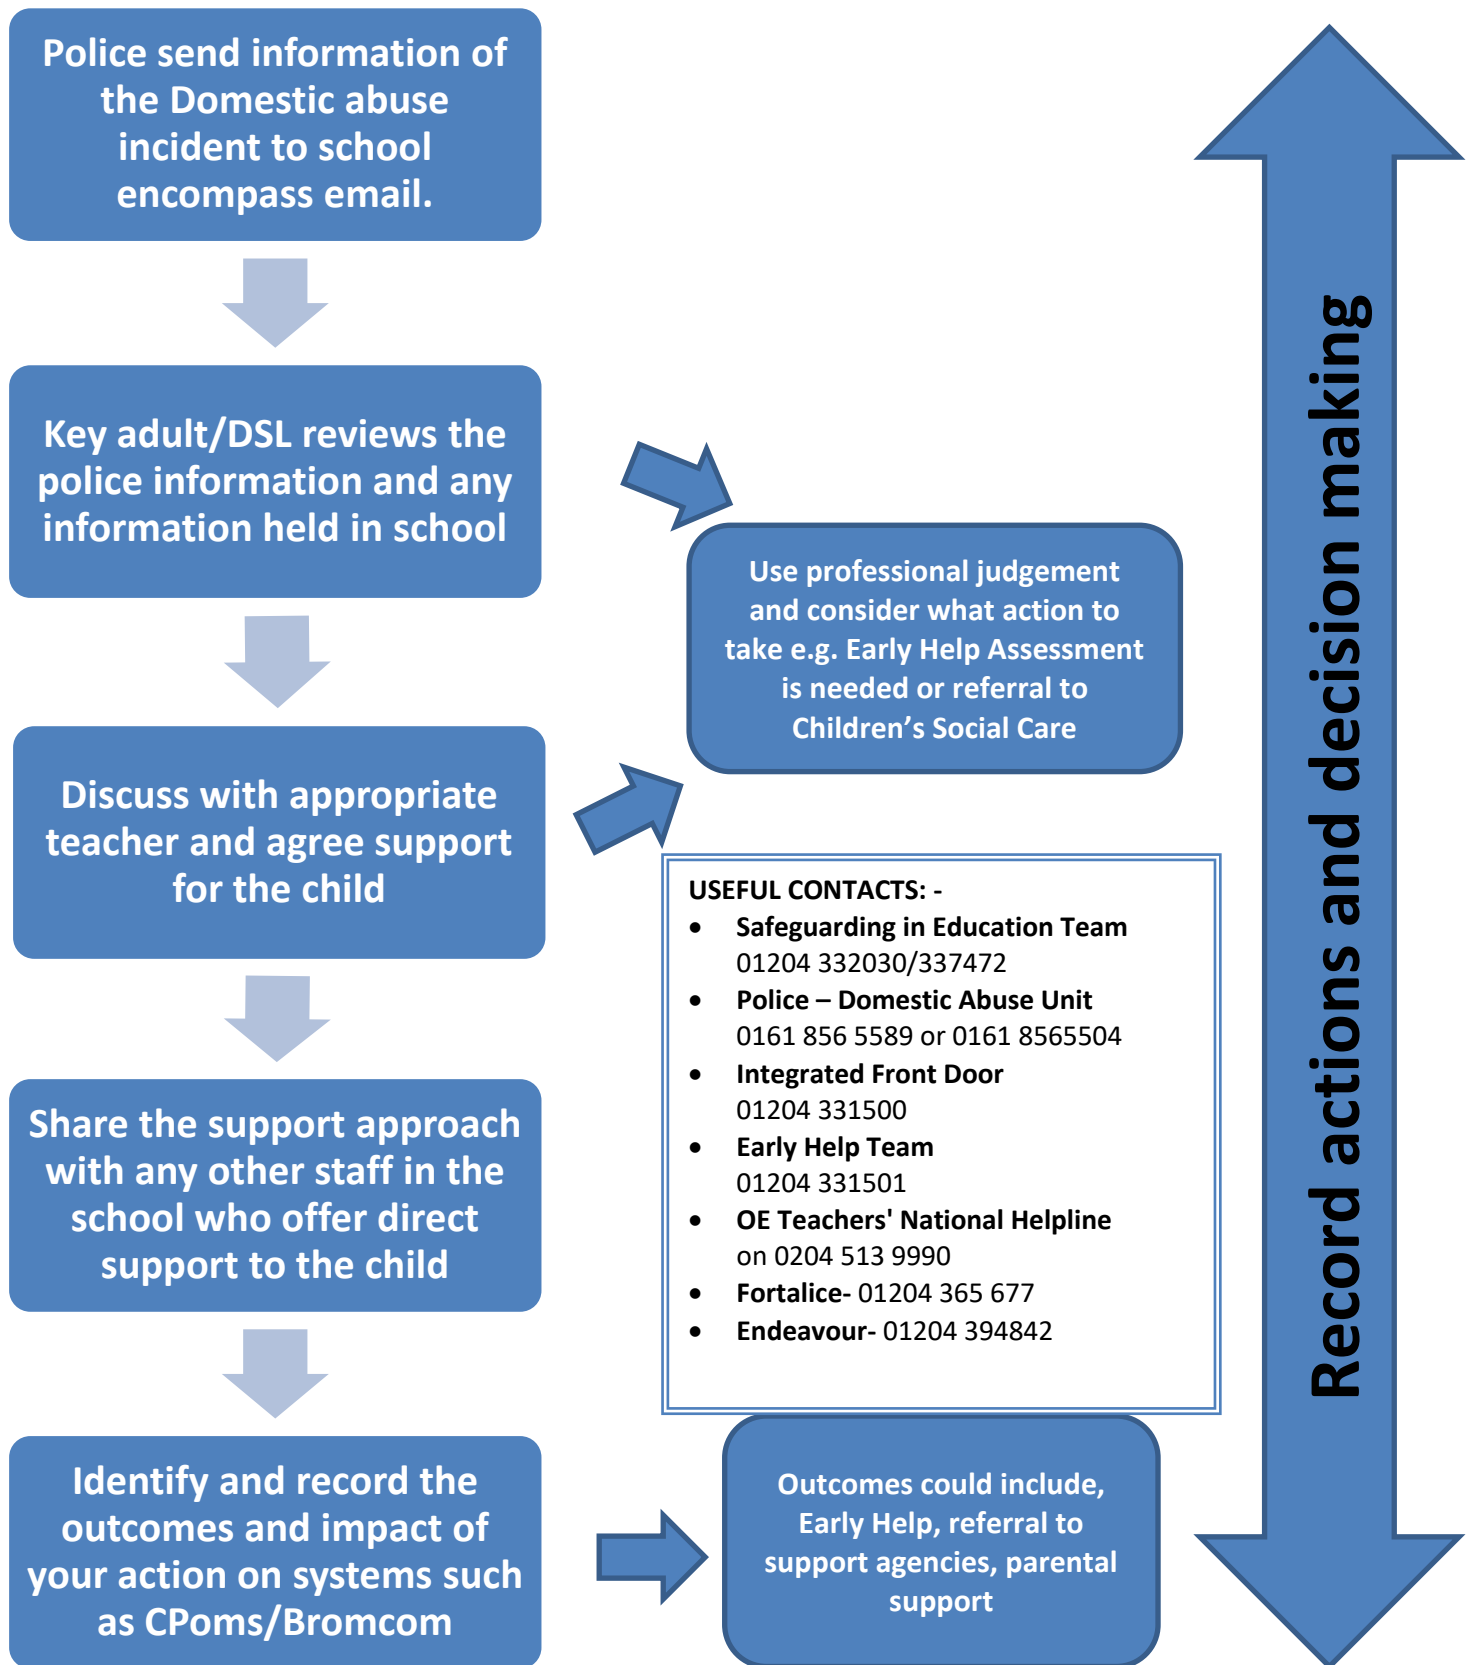 Police send information of
the Domestic abuse
incident to school
encompass email.
Key adult/DSL reviews the
police information and any
information held in school
Use professional judgement
and consider what action to
take e.g. Early Help Assessment
is needed or referral to
Children’s Social Care
Discuss with appropriate
teacher and agree support
for the child
USEFUL CONTACTS: -
• Safeguarding in Education Team
01204 332030/337472
• Police – Domestic Abuse Unit
0161 856 5589 or 0161 8565504
• Integrated Front Door
01204 331500
• Early Help Team
01204 331501
• OE Teachers' National Helpline
on 0204 513 9990
• Fortalice- 01204 365 677
• Endeavour- 01204 394842
Share the support approach
with any other staff in the
school who offer direct
support to the child
Identify and record the
outcomes and impact of
your action on systems such
as CPoms/Bromcom
Outcomes could include,
Early Help, referral to
support agencies, parental
support
Record actions and decision making